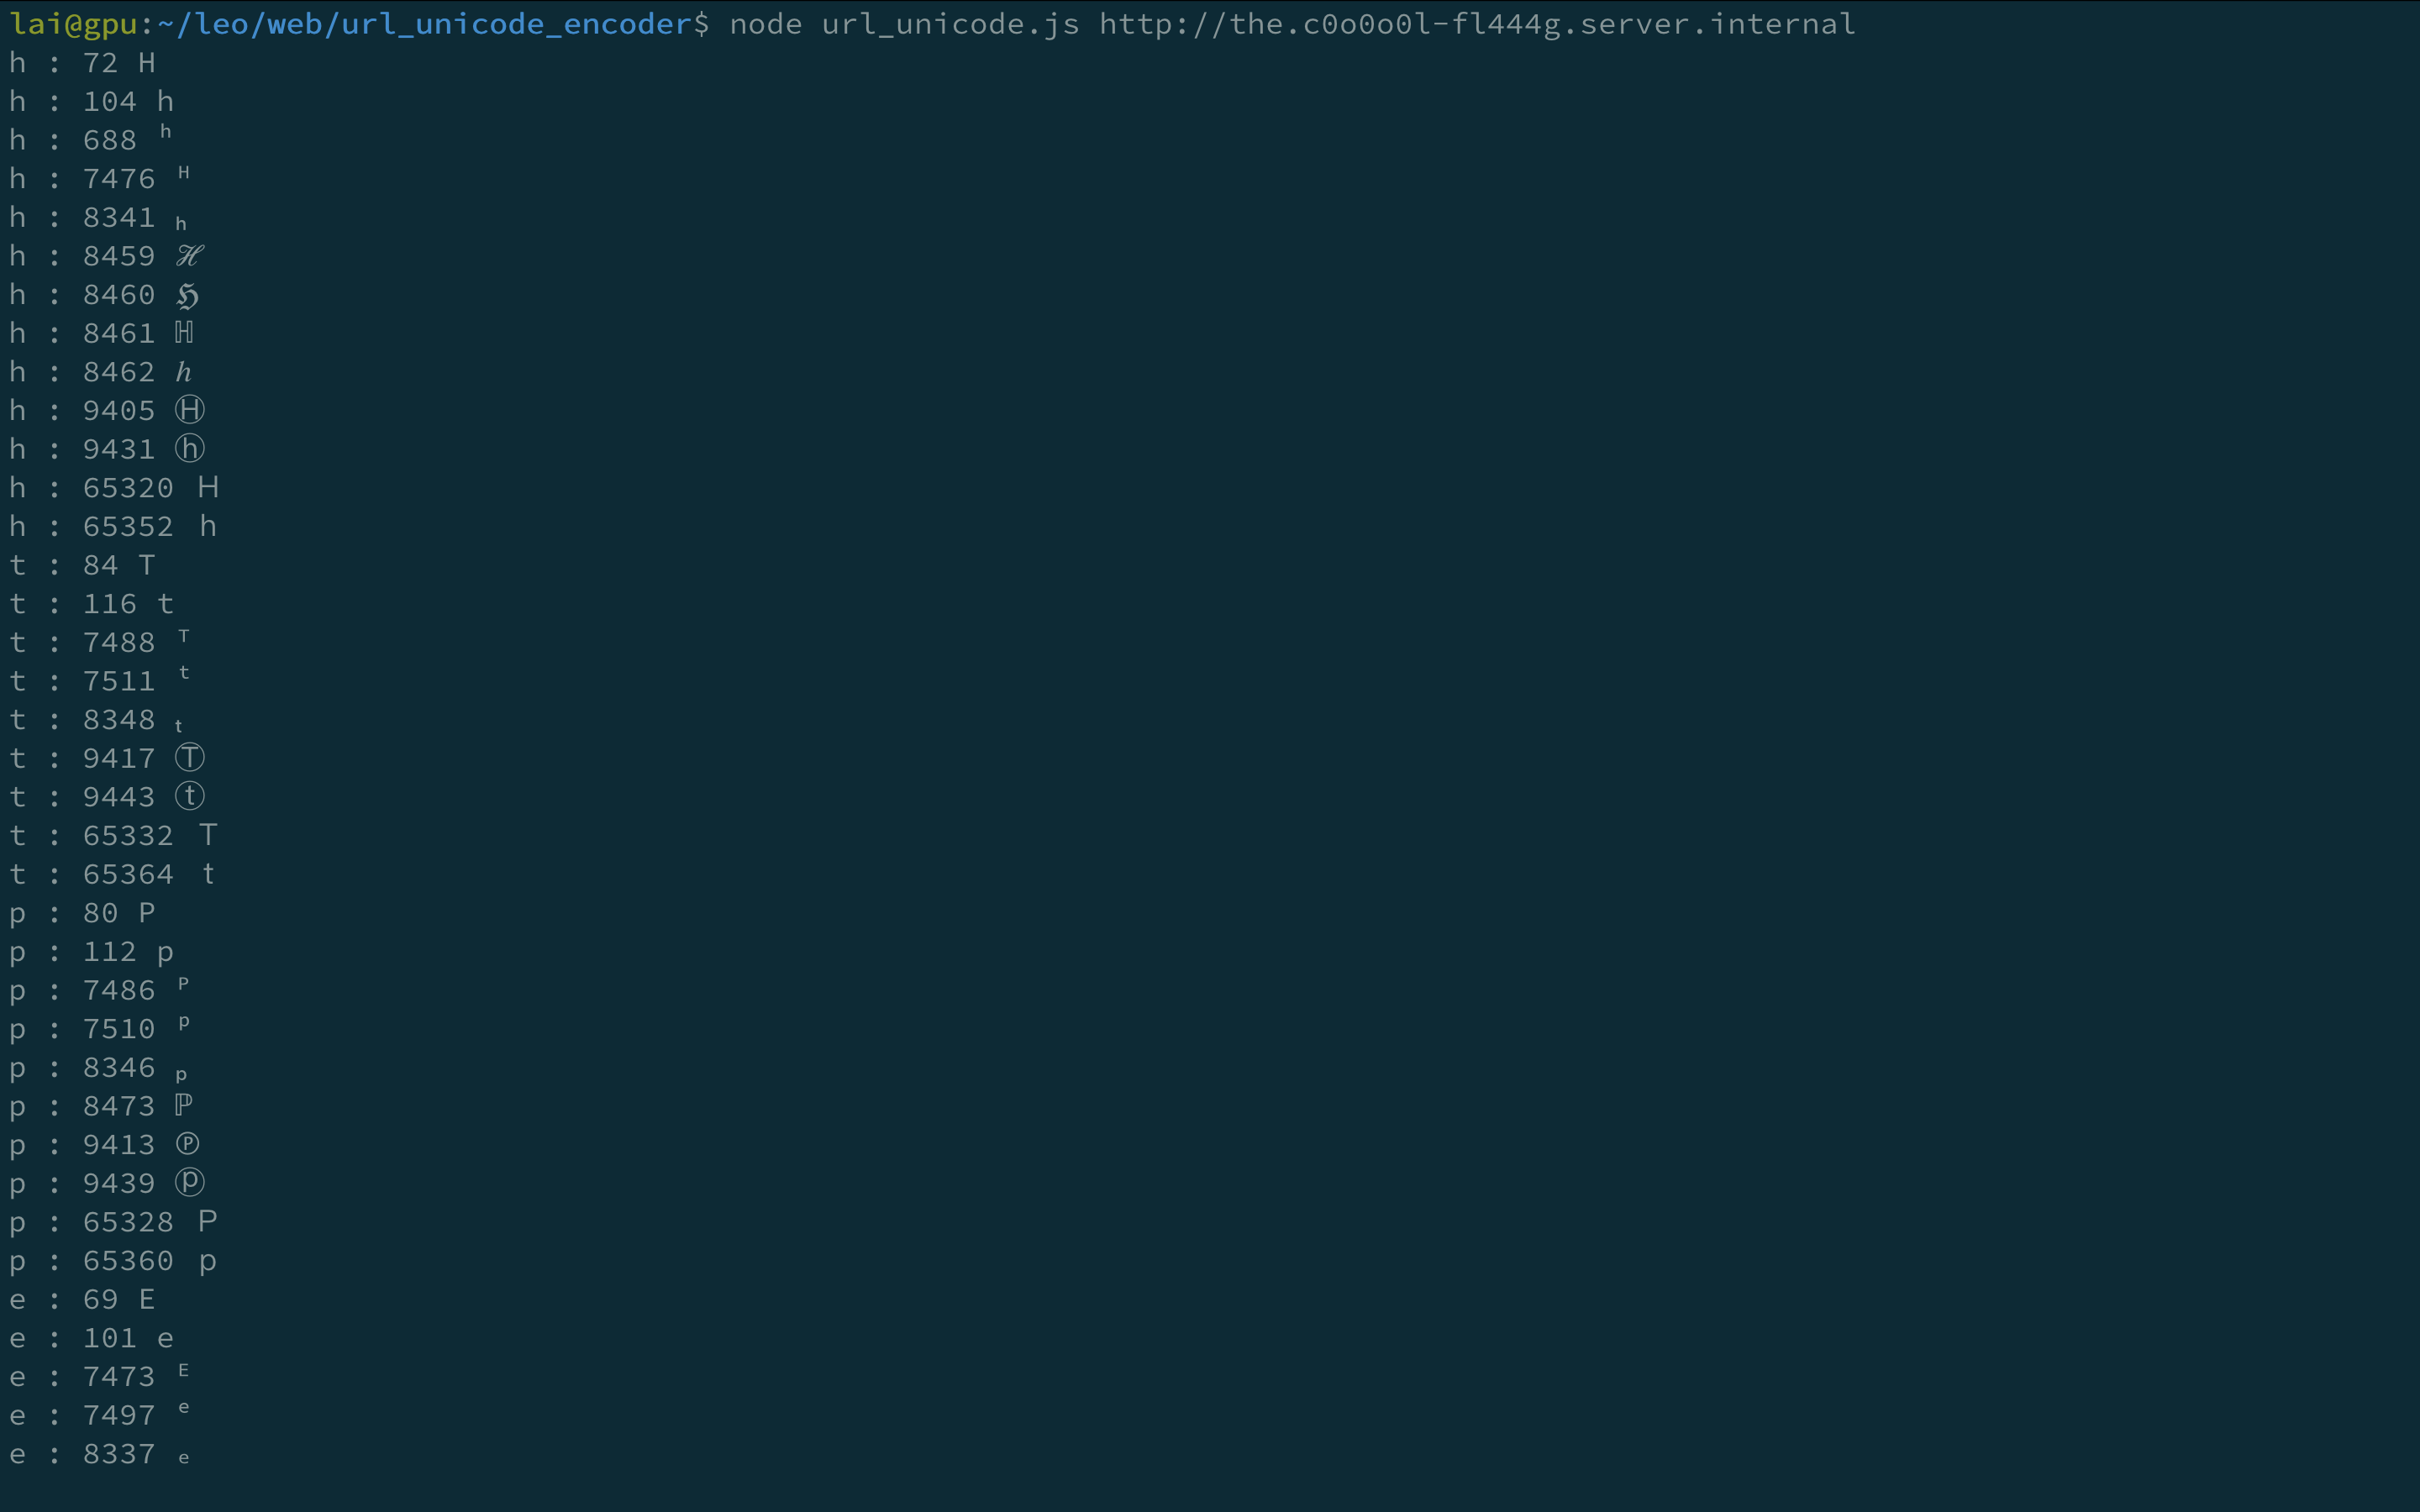 lai@gpu:~/leo/web/url_unicode_encoder$ node url_unicode.js http://the.c0o0o0l-fl444g.server.internal
h : 72 H
h : 104 h
h : 688 ʰ
h : 7476 ᴴ
h : 8341 ₕ
h : 8459 ℋ
h : 8460 ℌ
h : 8461 ℍ
h : 8462 ℎ
h : 9405 Ⓗ
h : 9431 ⓗ
h : 65320 Ｈ
h : 65352 ｈ
t : 84 T
t : 116 t
t : 7488 ᵀ
t : 7511 ᵗ
t : 8348 ₜ
t : 9417 Ⓣ
t : 9443 ⓣ
t : 65332 Ｔ
t : 65364 ｔ
p : 80 P
p : 112 p
p : 7486 ᴾ
p : 7510 ᵖ
p : 8346 ₚ
p : 8473 ℙ
p : 9413 Ⓟ
p : 9439 ⓟ
p : 65328 Ｐ
p : 65360 ｐ
e : 69 E
e : 101 e
e : 7473 ᴱ
e : 7497 ᵉ
e : 8337 ₑ